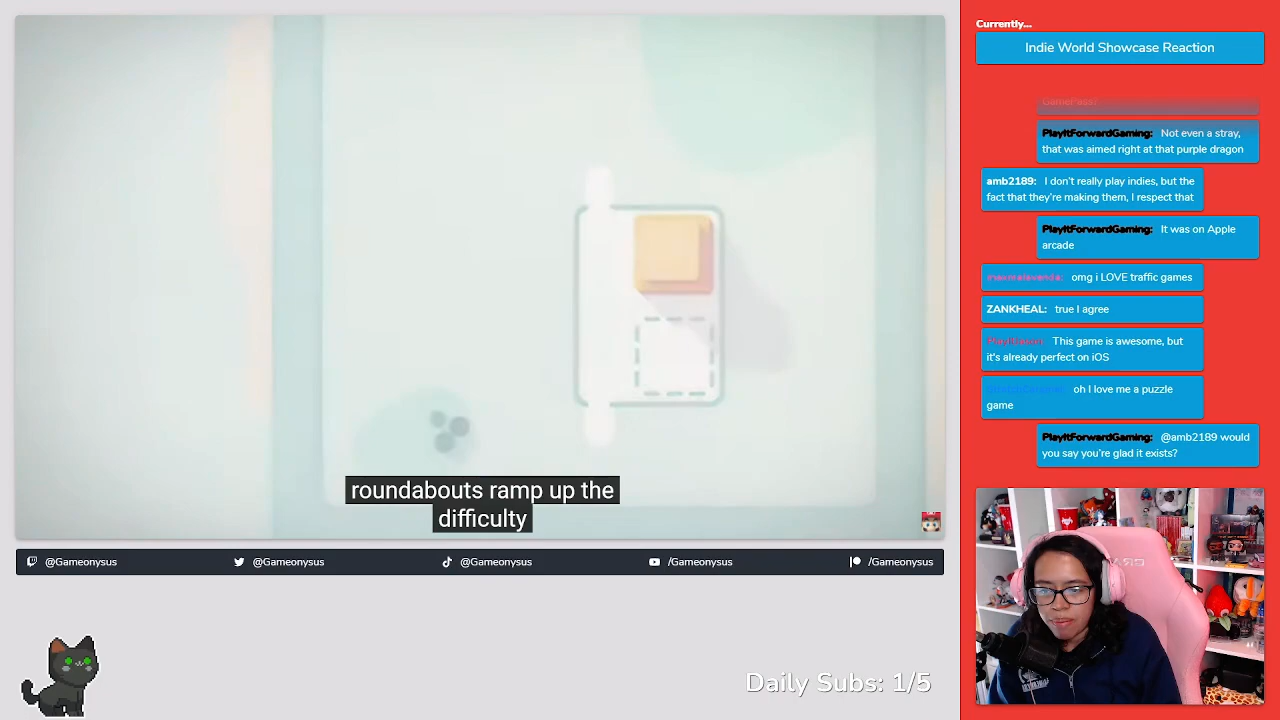 roundabouts ramp up the
difficulty
@Gameonysus
@Gameonysus
@Gameonysus
/Gameonysus
/Gameonysus
Daily Subs: 1/5
Currently...
Indie World Showcase Reaction
GamePass?
PlayItForwardGaming: Not even a stray,
that was aimed right at that purple dragon
amb2189: I don't really play indies, but the
fact that they're making them, I respect that
PlayItForwardGaming: It was on Apple
arcade
omg i LOVE traffic games
ZANKHEAL: true I agree
This game is awesome, but
it's already perfect on iOS
oh I love me a puzzle
game
PlayItForwardGaming: @amb2189 would
you say you're glad it exists?